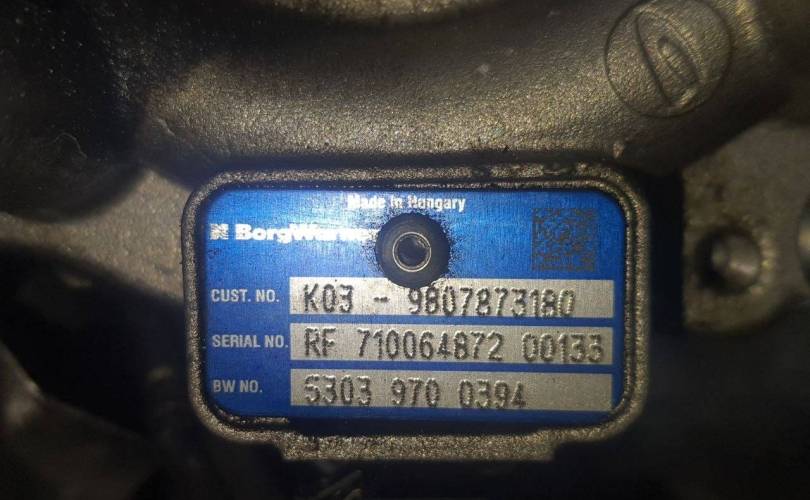 Made in Hungary
BorgWarner
CUST. NO. K03 - 9807873180
SERIAL NO. RF 710064872 00133
BW NO. 5303 970 0394